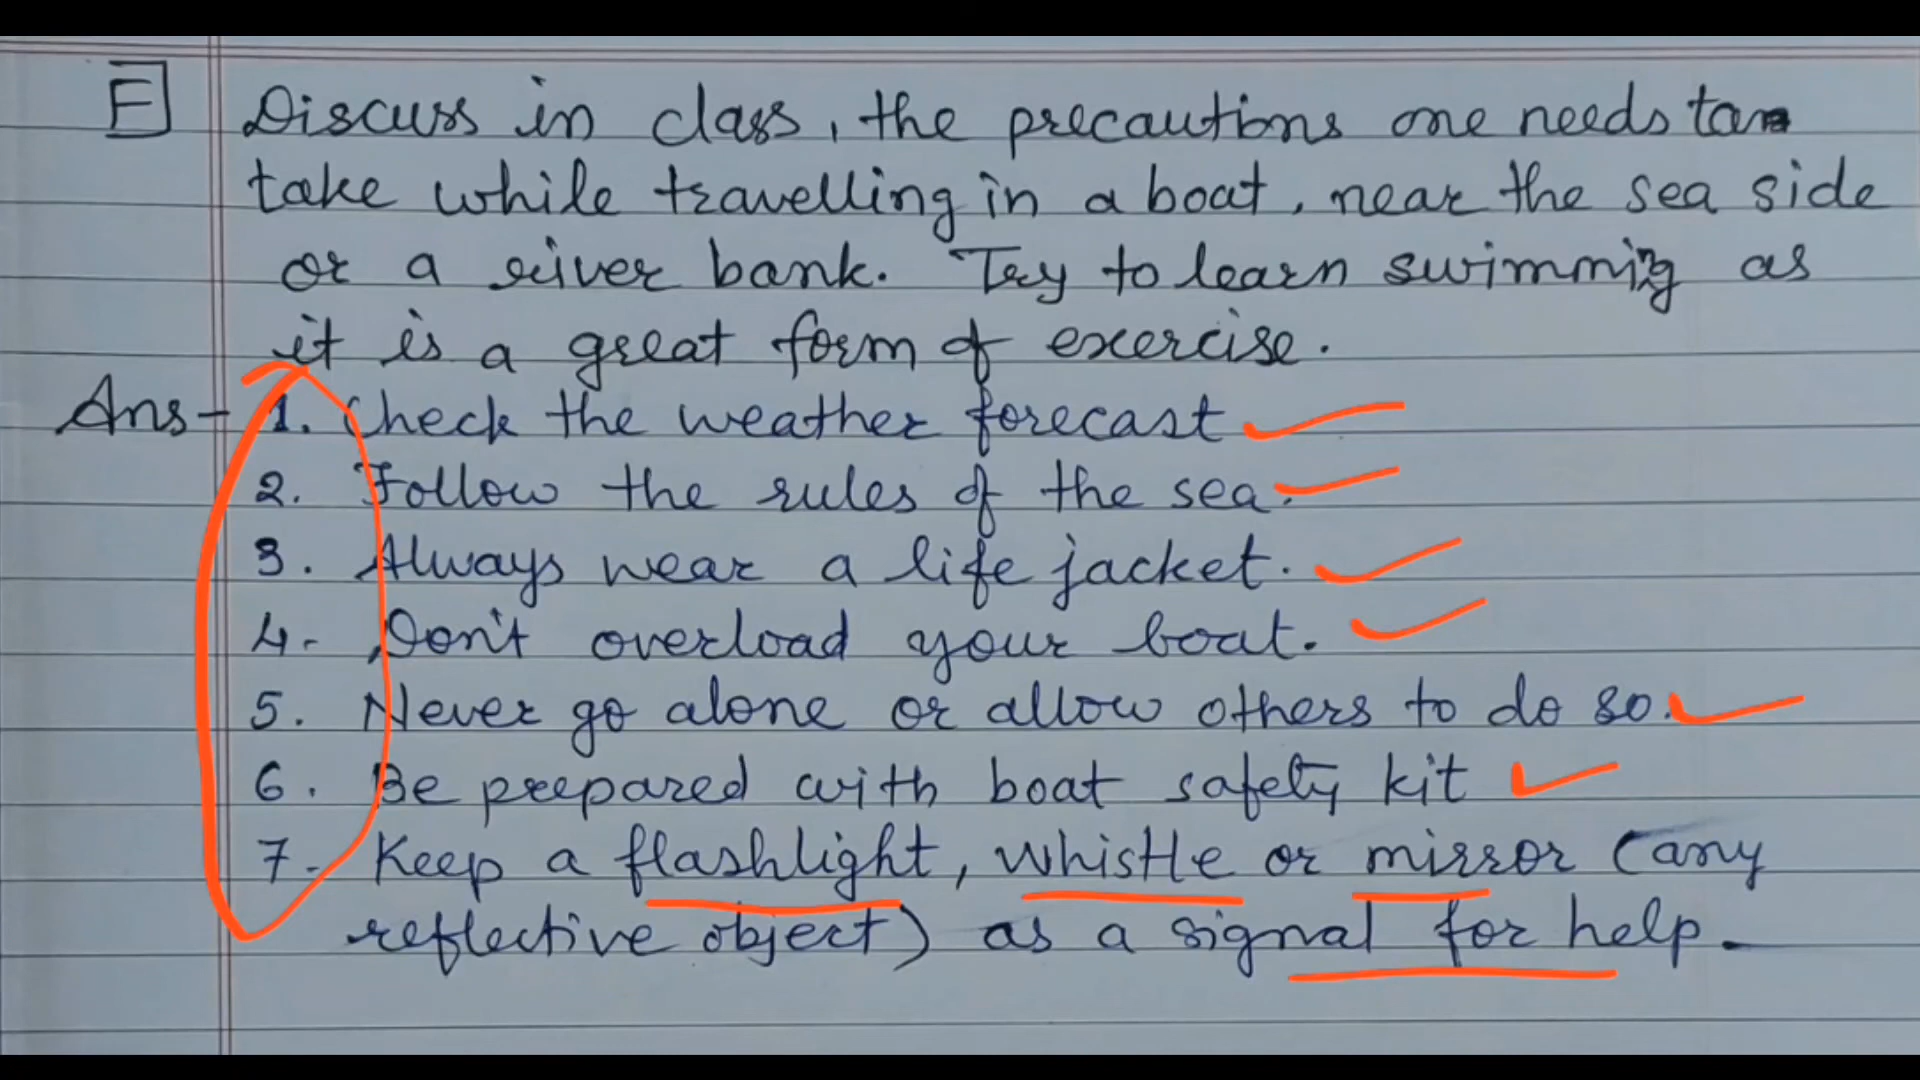 F Discuss in class, the precautions one needs to
take while travelling in a boat, near the sea side
or a river bank. Try to learn swimming as
it is a great form of exercise.
Ans- 1. Check the weather forecast
2. Follow the rules of the sea.
3. Always wear a life jacket.
4. Don't overload your boat.
5. Never go alone or allow others to do so.
6. Be prepared with boat safety kit
7. Keep a flashlight, whistle or mirror (any
reflective object) as a signal for help.